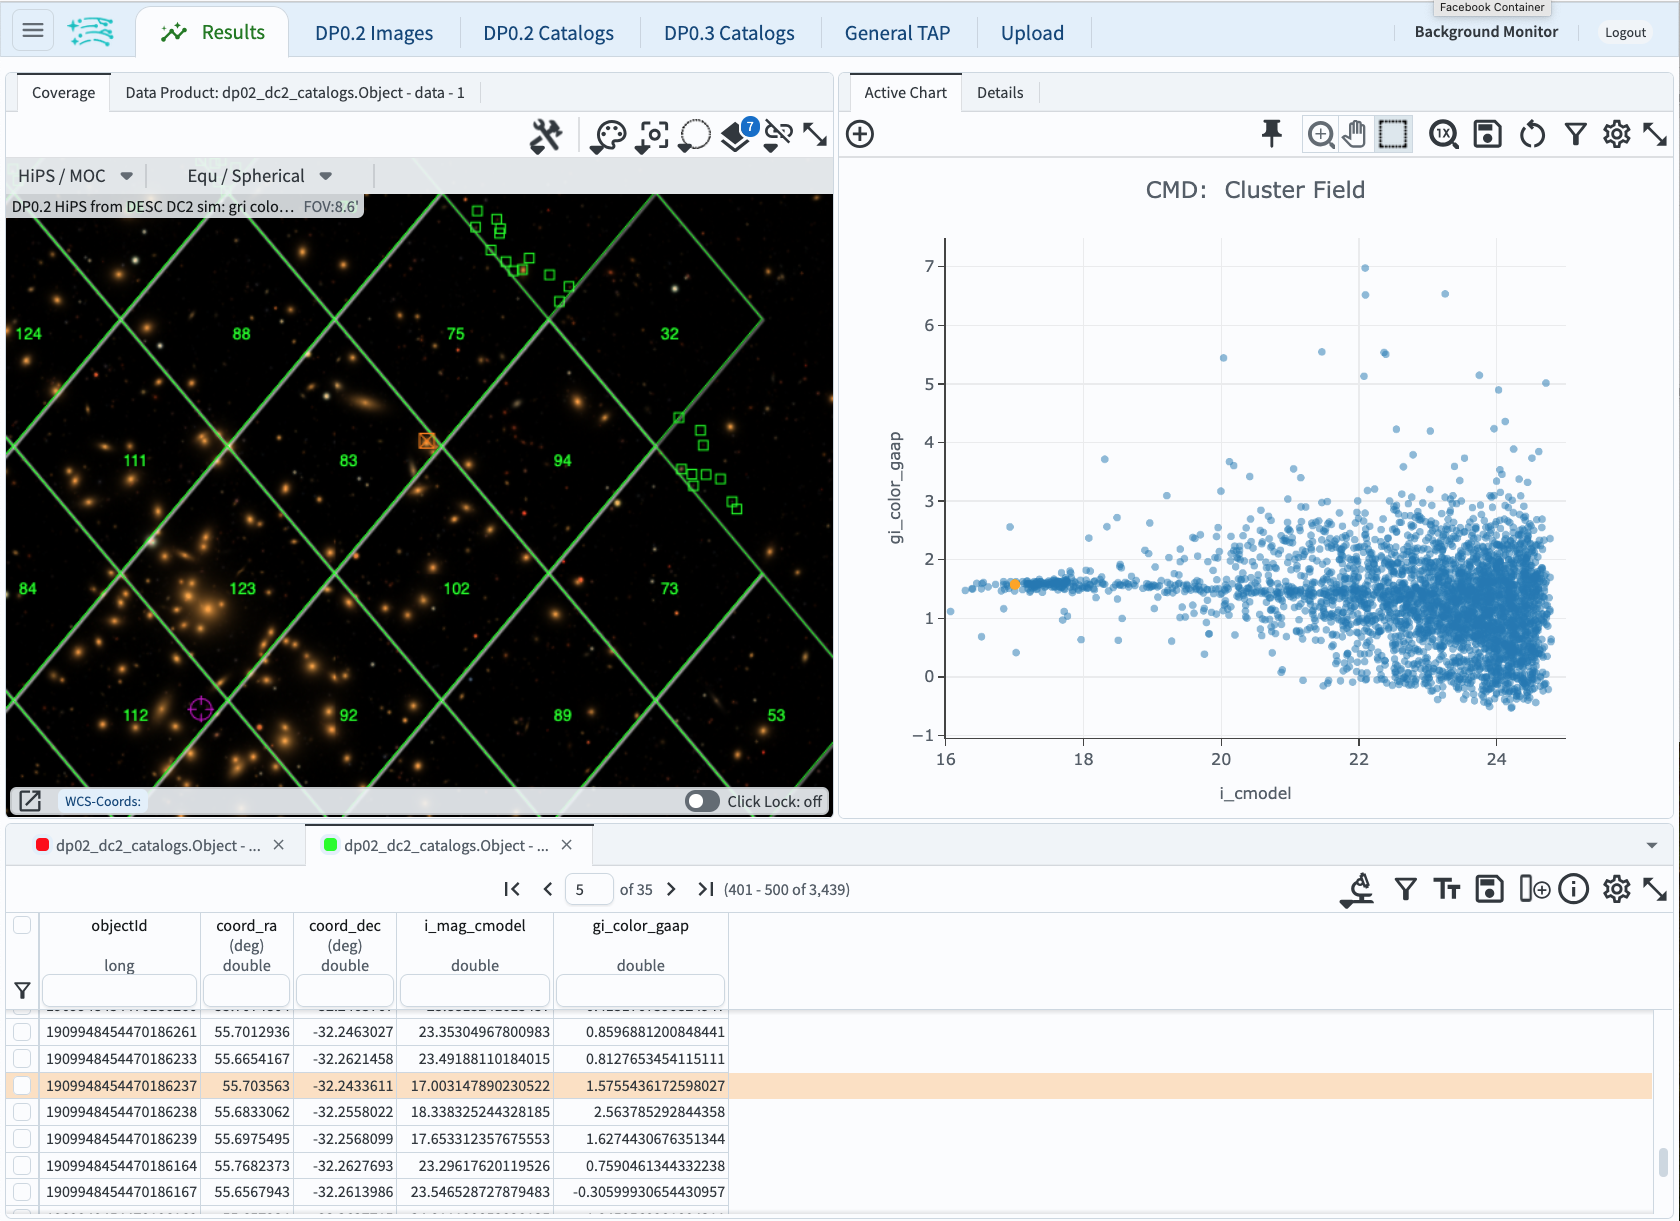 Facebook Container
Results
DP0.2 Images
DP0.2 Catalogs
DP0.3 Catalogs
General TAP
Upload
Background Monitor
Logout
Coverage
Data Product: dp02_dc2_catalogs.Object - data - 1
7
HiPS / MOC
Equ / Spherical
DP0.2 HiPS from DESC DC2 sim: gri colo... FOV:8.6'
124 88 75 32
111 83 94
84 123 102 73
112 92 89 53
WCS-Coords:
Click Lock: off
Active Chart
Details
1X
CMD: Cluster Field
gi_color_gaap
7
6
5
4
3
2
1
0
−1
16 18 20 22 24
i_cmodel
dp02_dc2_catalogs.Object - ...
dp02_dc2_catalogs.Object - ...
5 of 35 (401 - 500 of 3,439)
objectId coord_ra coord_dec i_mag_cmodel gi_color_gaap
(deg) (deg)
long double double double double
1909948454470186261 55.7012936 -32.2463027 23.35304967800983 0.8596881200848441
1909948454470186233 55.6654167 -32.2621458 23.49188110184015 0.8127653454115111
1909948454470186237 55.703563 -32.2433611 17.003147890230522 1.5755436172598027
1909948454470186238 55.6833062 -32.2558022 18.338325244328185 2.563785292844358
1909948454470186239 55.6975495 -32.2568099 17.653312357675553 1.6274430676351344
1909948454470186164 55.7682373 -32.2627693 23.29617620119526 0.7590461344332238
1909948454470186167 55.6567943 -32.2613986 23.546528727879483 -0.30599930654430957